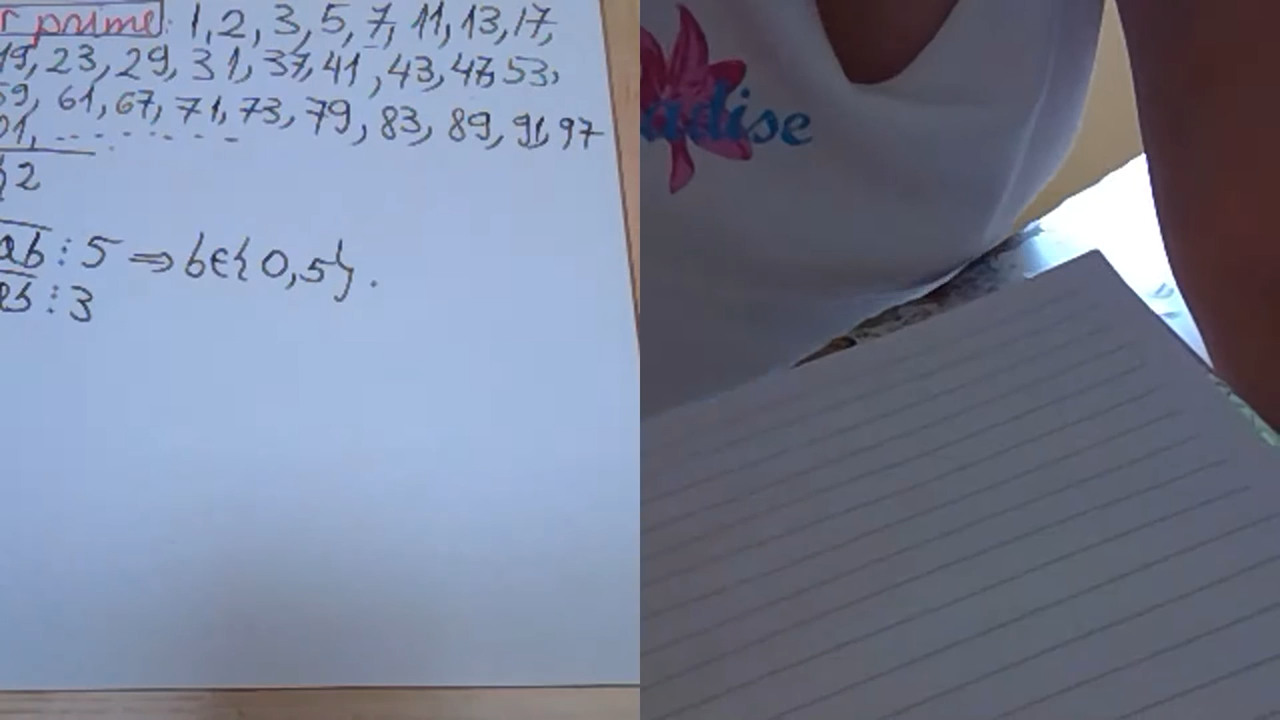 r prime: 1, 2, 3, 5, 7, 11, 13, 17,
19, 23, 29, 31, 37, 41, 43, 47, 53,
59, 61, 67, 71, 73, 79, 83, 89, 91, 97
01, ...........
2
ab ⋮ 5 ⇒ b∈{0,5}.
⋮ 3
adise